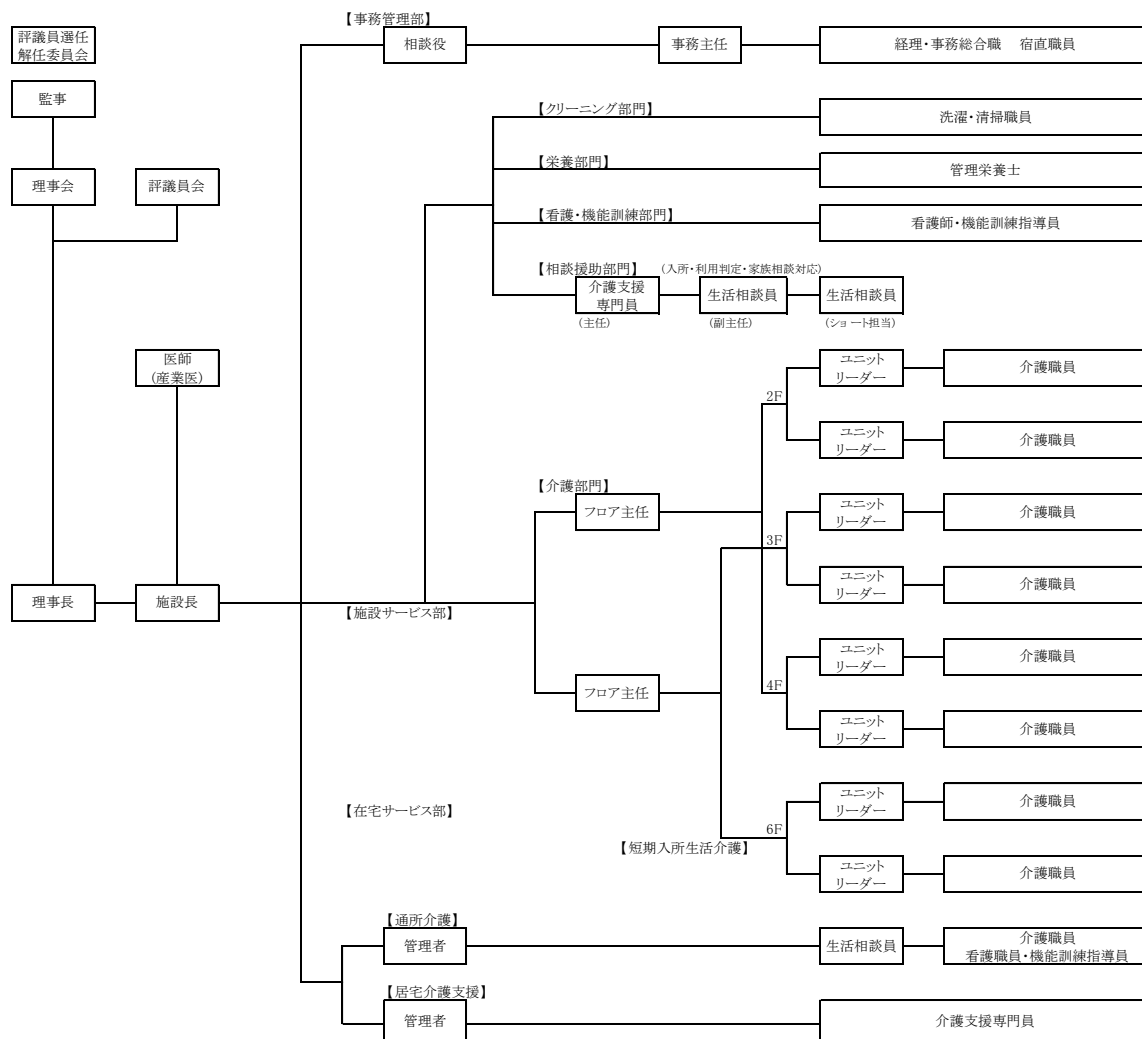 【事務管理部】
評議員選任
解任委員会
相談役
事務主任
経理・事務総合職　宿直職員
監事
【クリーニング部門】
洗濯・清掃職員
【栄養部門】
管理栄養士
理事会
評議員会
【看護・機能訓練部門】
看護師・機能訓練指導員
【相談援助部門】
(入所・利用判定・家族相談対応)
介護支援
専門員
生活相談員
生活相談員
(主任)
(副主任)
(ショート担当)
医師
(産業医)
2F
ユニット
リーダー
介護職員
ユニット
リーダー
介護職員
【介護部門】
フロア主任
3F
ユニット
リーダー
介護職員
ユニット
リーダー
介護職員
理事長
施設長
【施設サービス部】
フロア主任
4F
ユニット
リーダー
介護職員
ユニット
リーダー
介護職員
【在宅サービス部】
6F
【短期入所生活介護】
ユニット
リーダー
介護職員
ユニット
リーダー
介護職員
【通所介護】
管理者
生活相談員
介護職員
看護職員・機能訓練指導員
【居宅介護支援】
管理者
介護支援専門員